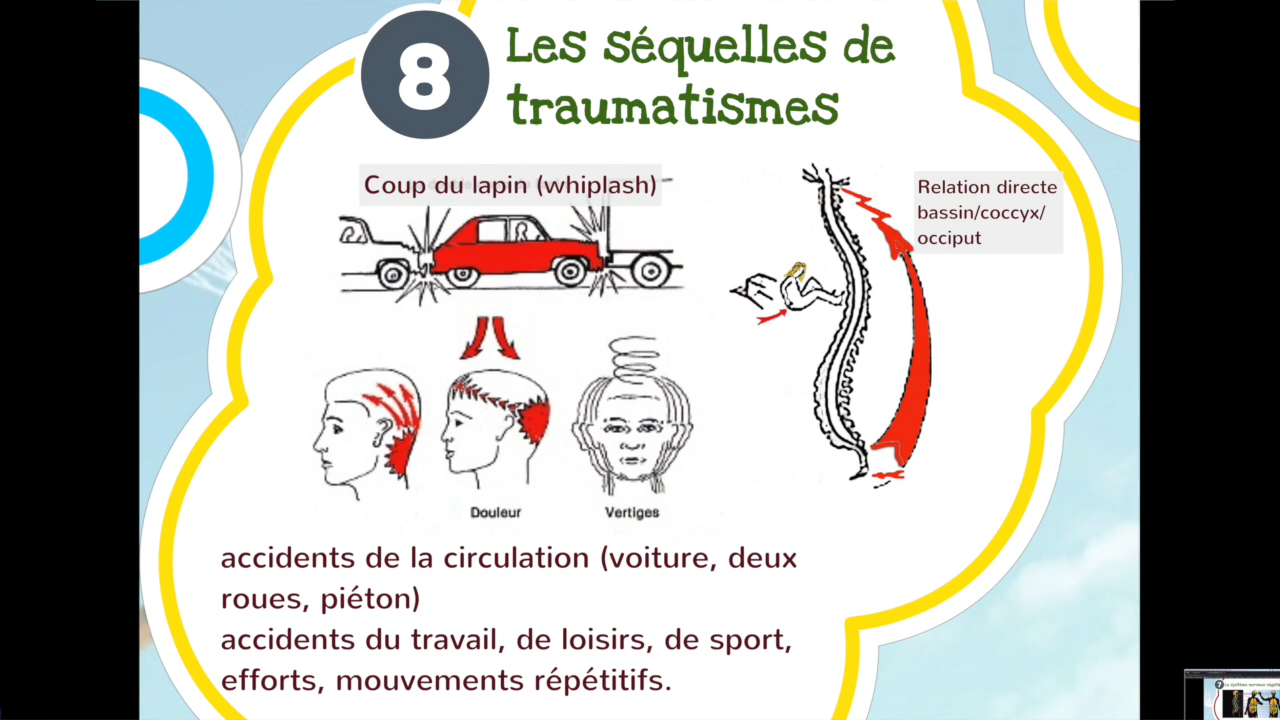 8
Les séquelles de
traumatismes
Coup du lapin (whiplash)
Relation directe
bassin/coccyx/
occiput
Douleur
Vertiges
accidents de la circulation (voiture, deux
roues, piéton)
accidents du travail, de loisirs, de sport,
efforts, mouvements répétitifs.